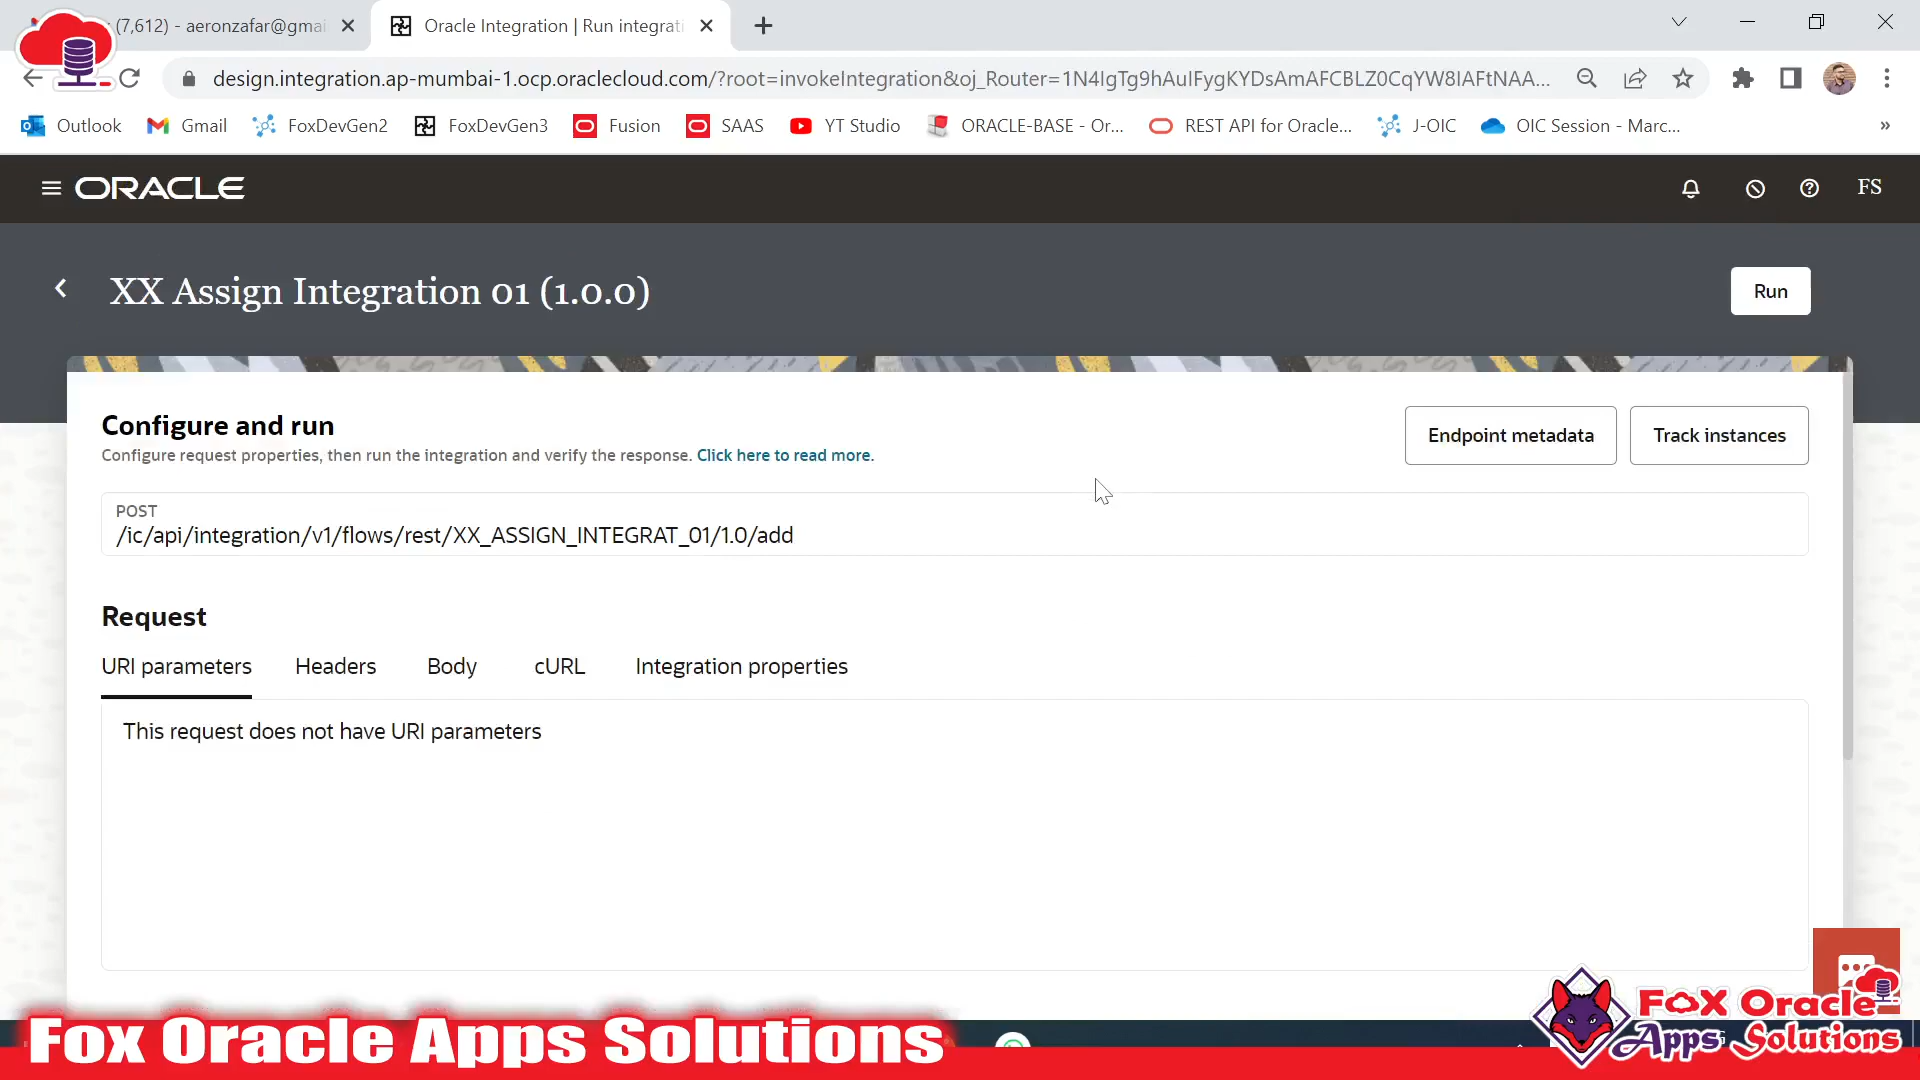 (7,612) - aeronzafar@gmai
Oracle Integration | Run integrati
design.integration.ap-mumbai-1.ocp.oraclecloud.com/?root=invokeIntegration&oj_Router=1N4IgTg9hAuIFygKYDsAmAFCBLZ0CqYW8IAFtNAA...
Outlook
Gmail
FoxDevGen2
FoxDevGen3
Fusion
SAAS
YT Studio
ORACLE-BASE - Or...
REST API for Oracle...
J-OIC
OIC Session - Marc...
»
ORACLE
FS
XX Assign Integration 01 (1.0.0)
Run
Configure and run
Configure request properties, then run the integration and verify the response. Click here to read more.
Endpoint metadata
Track instances
POST
/ic/api/integration/v1/flows/rest/XX_ASSIGN_INTEGRAT_01/1.0/add
Request
URI parameters
Headers
Body
cURL
Integration properties
This request does not have URI parameters
Fox Oracle Apps Solutions
Fox Oracle
Apps Solutions